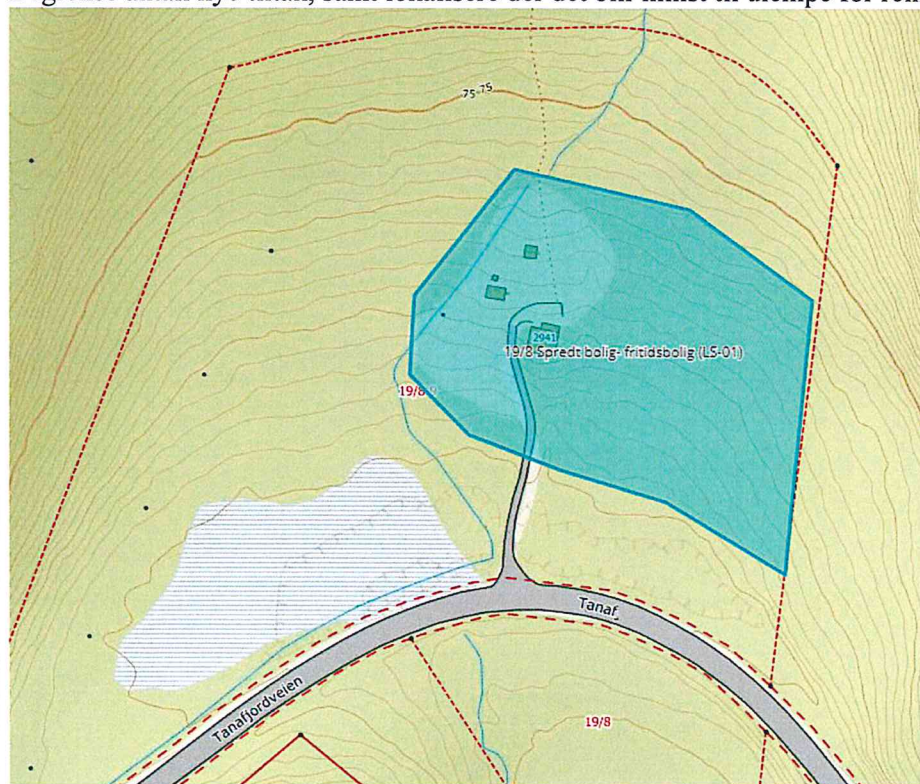 75-75
2941
19/8 Spredt bolig- fritidsbolig (LS-01)
19/8
Tanaf
Tanafjordveien
19/8